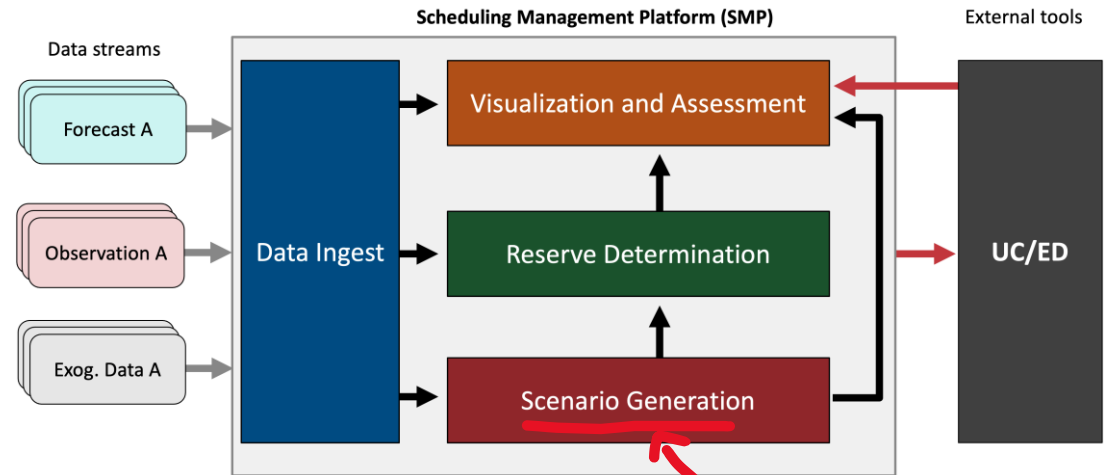 Scheduling Management Platform (SMP)
External tools
Data streams
Forecast A
Observation A
Exog. Data A
Data Ingest
Visualization and Assessment
Reserve Determination
Scenario Generation
UC/ED